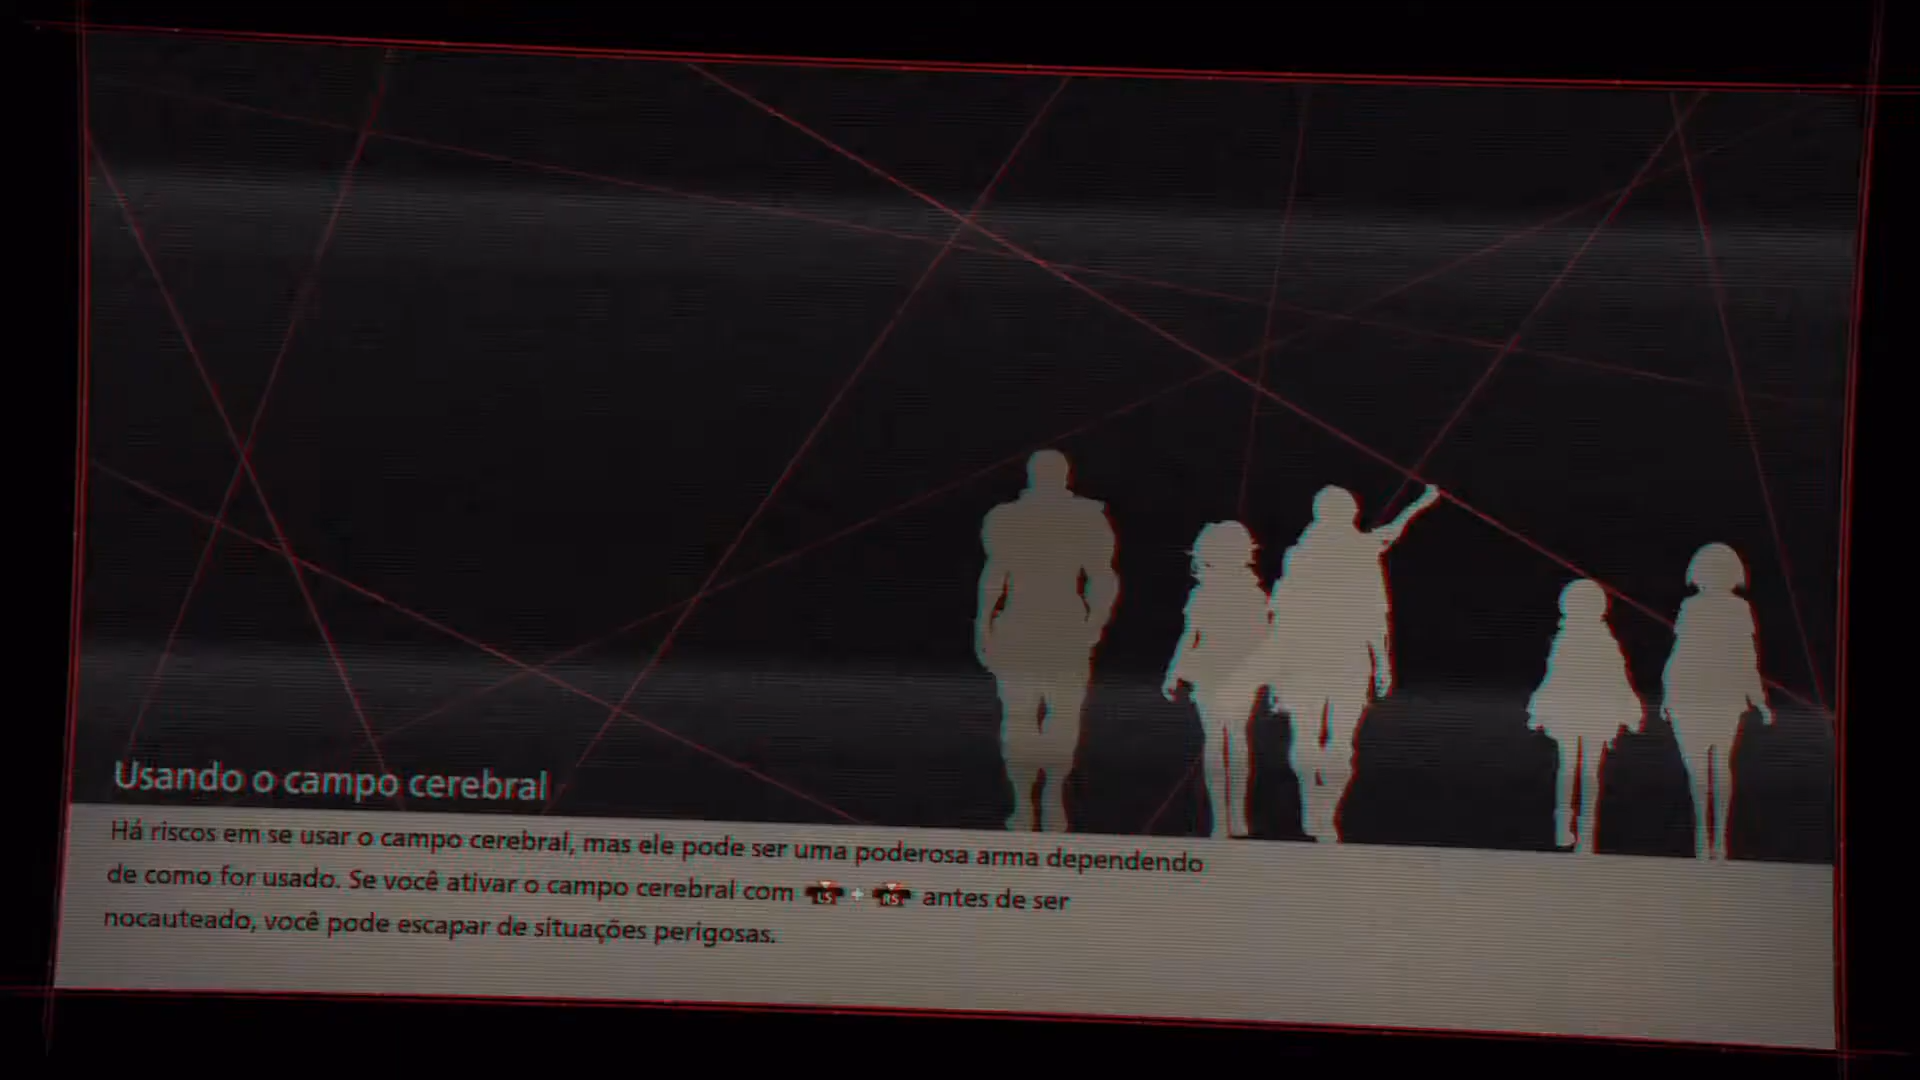 Usando o campo cerebral
Há riscos em se usar o campo cerebral, mas ele pode ser uma poderosa arma dependendo
de como for usado. Se você ativar o campo cerebral com LS + RS antes de ser
nocauteado, você pode escapar de situações perigosas.